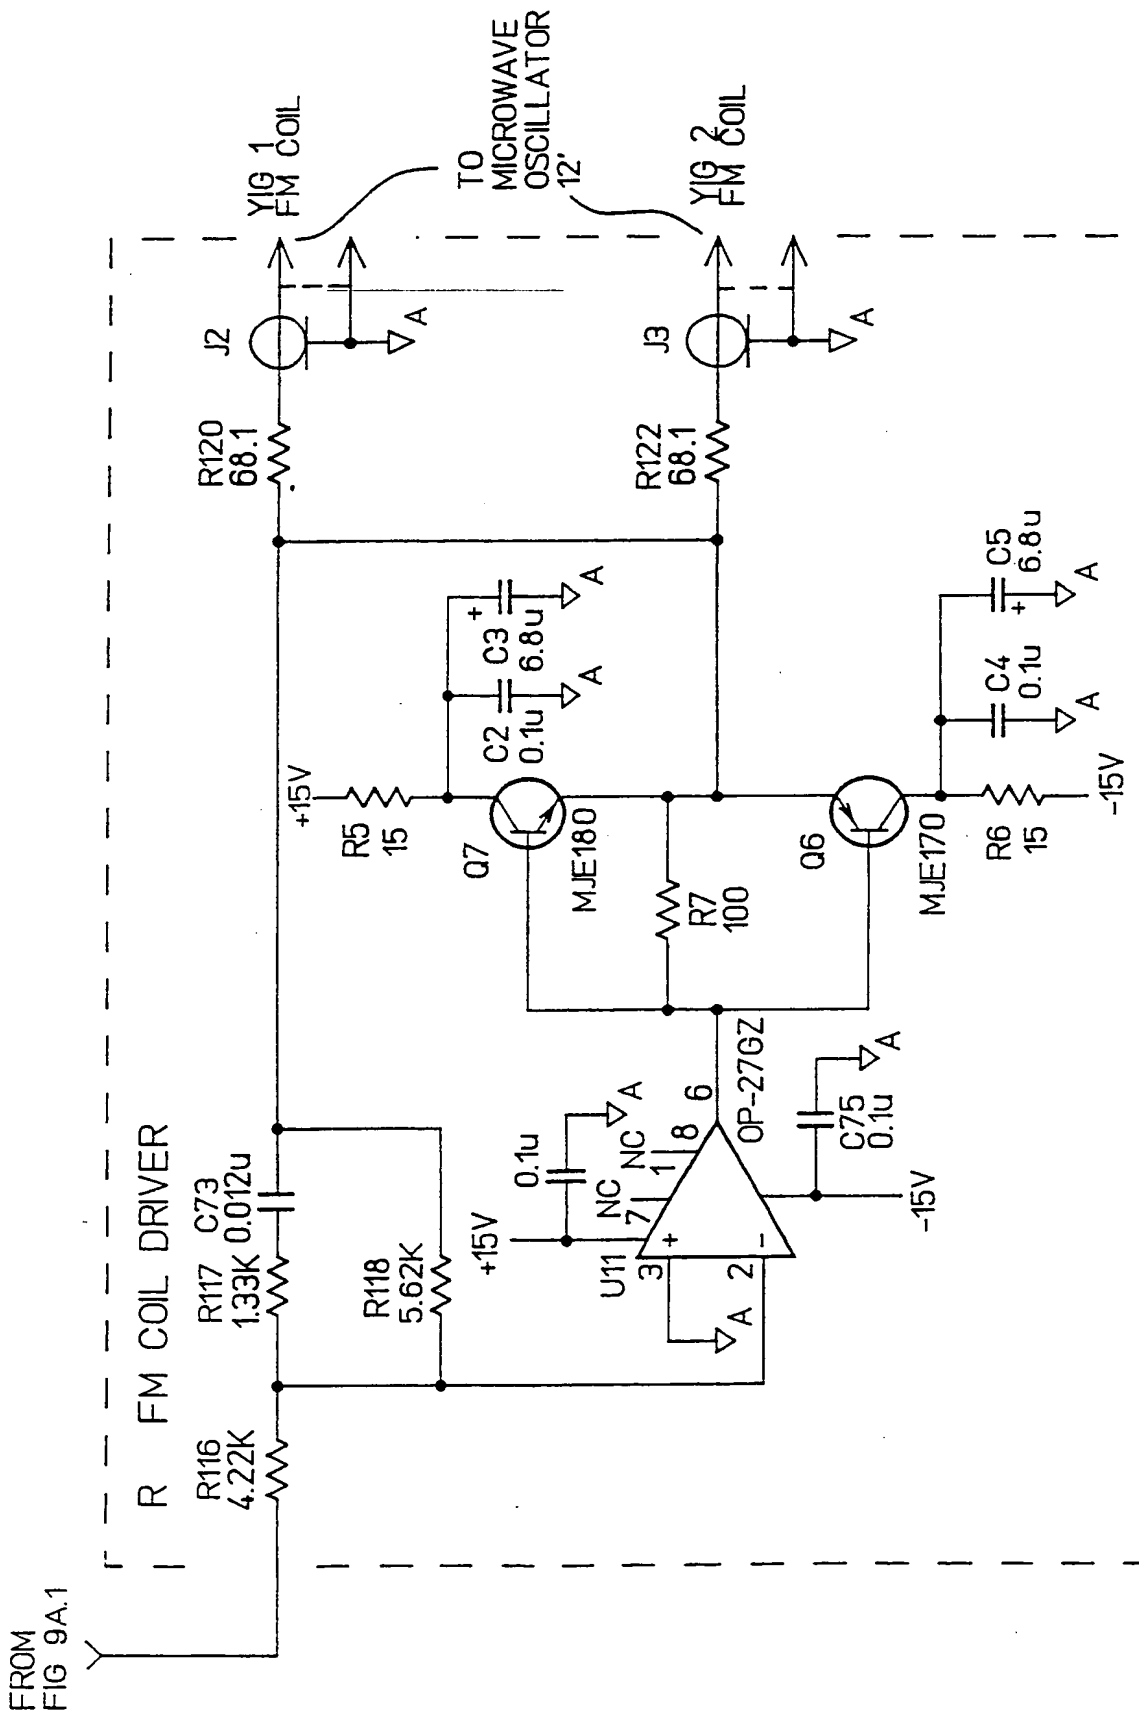 FROM
FIG 9A.1
R FM COIL DRIVER
R116
4.22K
R117
1.33K
C73
0.012u
R118
5.62K
R120
68.1
J2
A
YIG 1
FM COIL
TO
MICROWAVE
OSCILLATOR
12'
YIG 2
FM COIL
R122
68.1
J3
A
+15V
R5
15
C2
0.1u
A
+
C3
6.8u
A
Q7
MJE180
R7
100
Q6
MJE170
R6
15
-15V
C4
0.1u
A
C5
6.8u
+
A
+15V
0.1u
A
NC
NC
7
1
8
6
U11
3
+
2
-
A
OP-27GZ
C75
0.1u
A
-15V